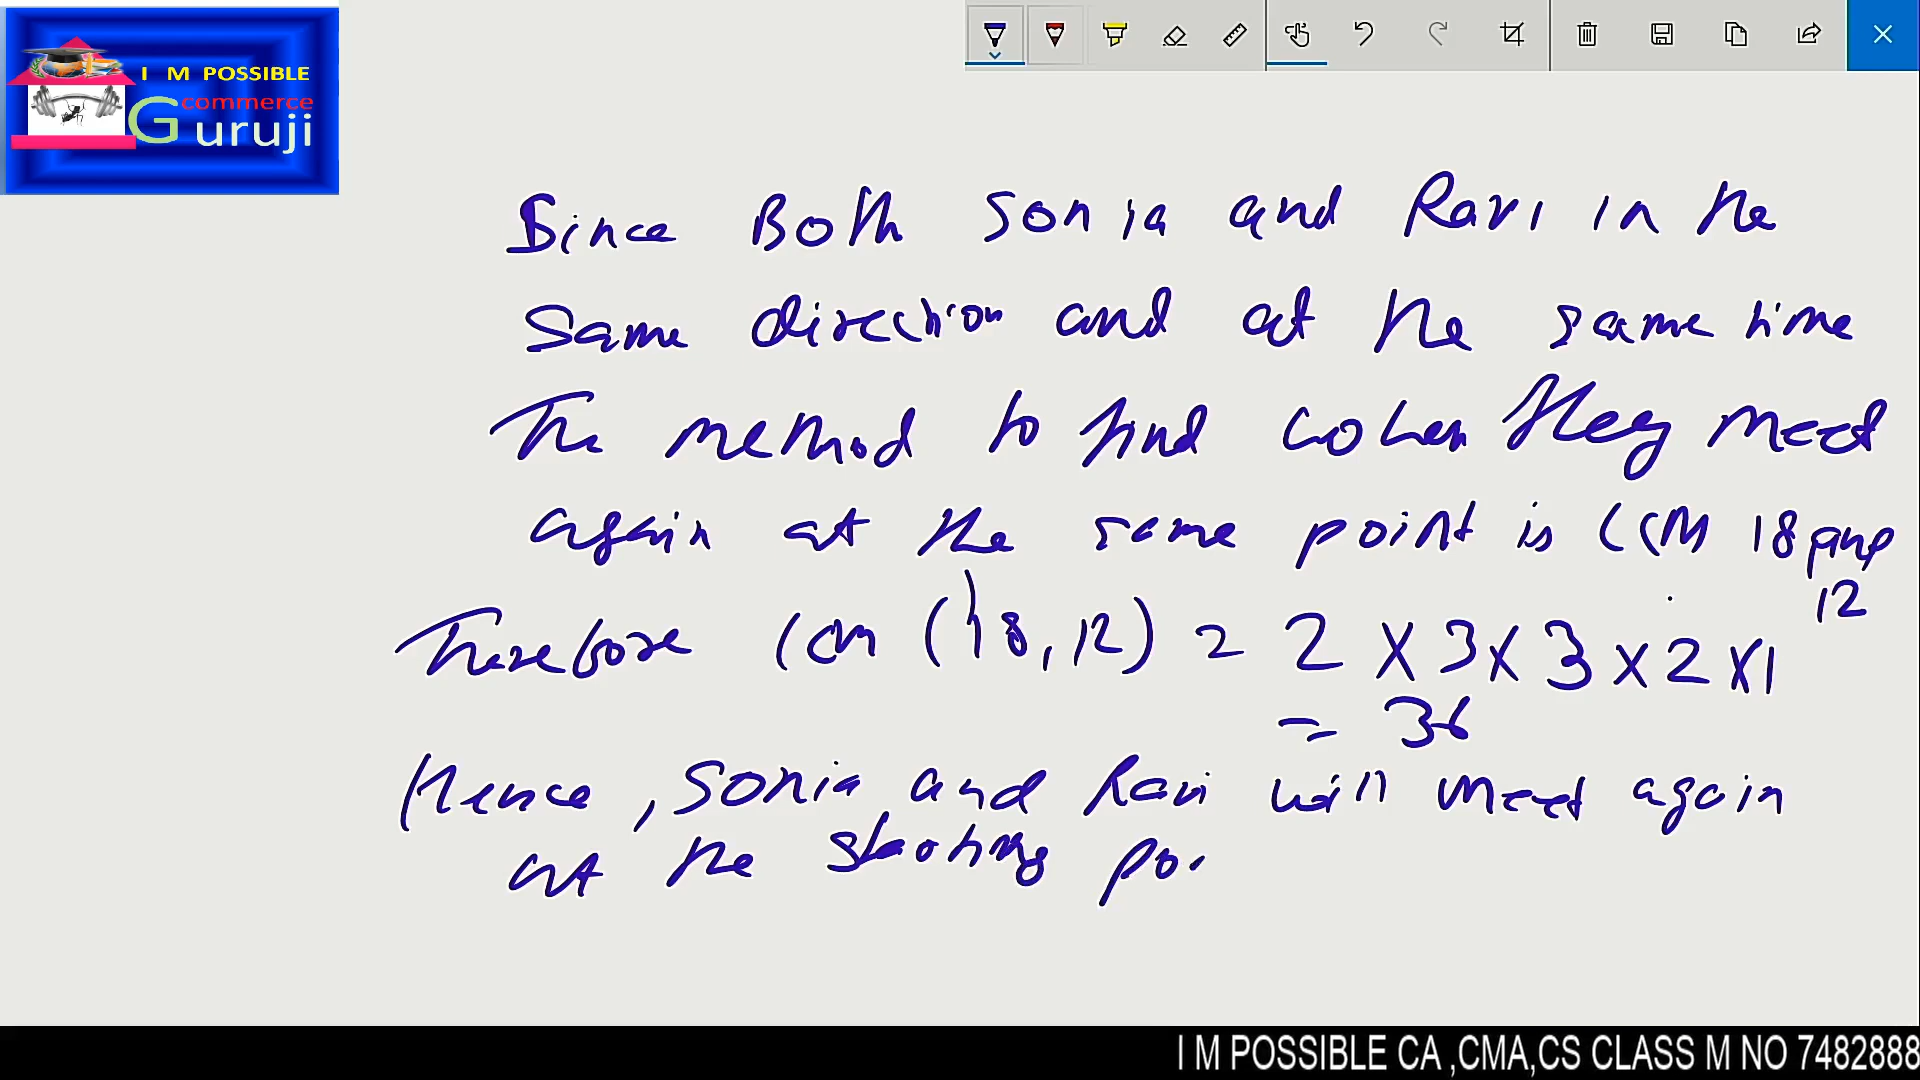 I M POSSIBLE
commerce
Guruji
Since Both Sonia and Ravi in the
Same direction and at the same time
The method to find when they meet
again at the same point is LCM 18 and
12
Therefore LCM (18,12) = 2 X 3 X 3 X 2 X 1
= 36
Hence, Sonia and Ravi will meet again
at the starting po
I M POSSIBLE CA ,CMA,CS CLASS M NO 7482888